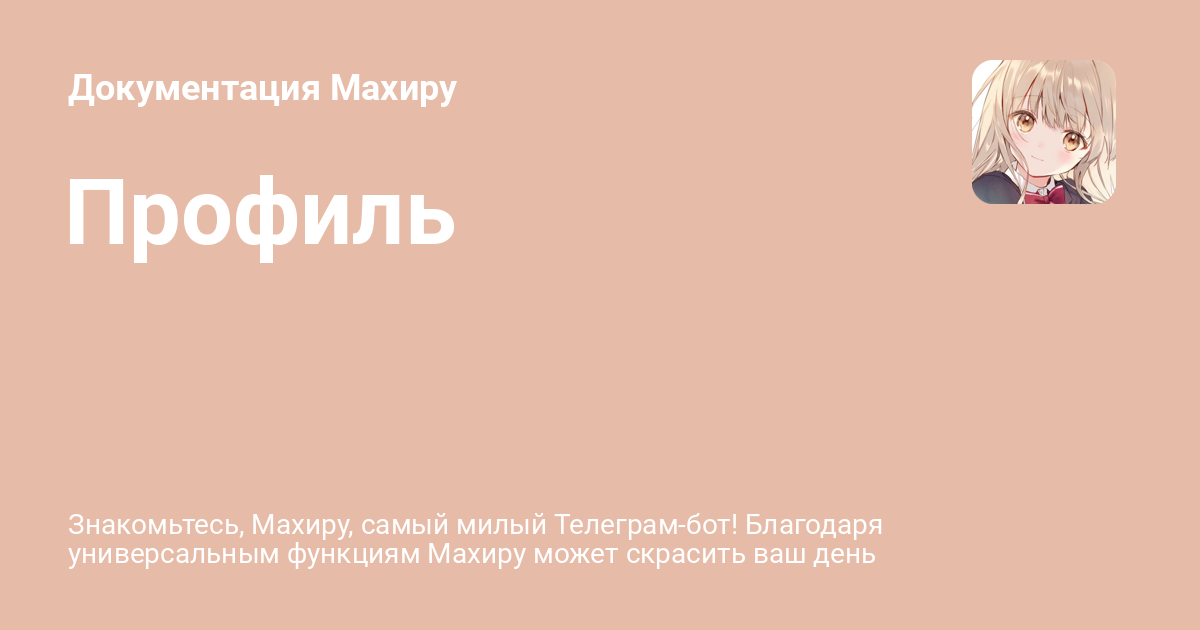 Документация Махиру
Профиль
Знакомьтесь, Махиру, самый милый Телеграм-бот! Благодаря
универсальным функциям Махиру может скрасить ваш день